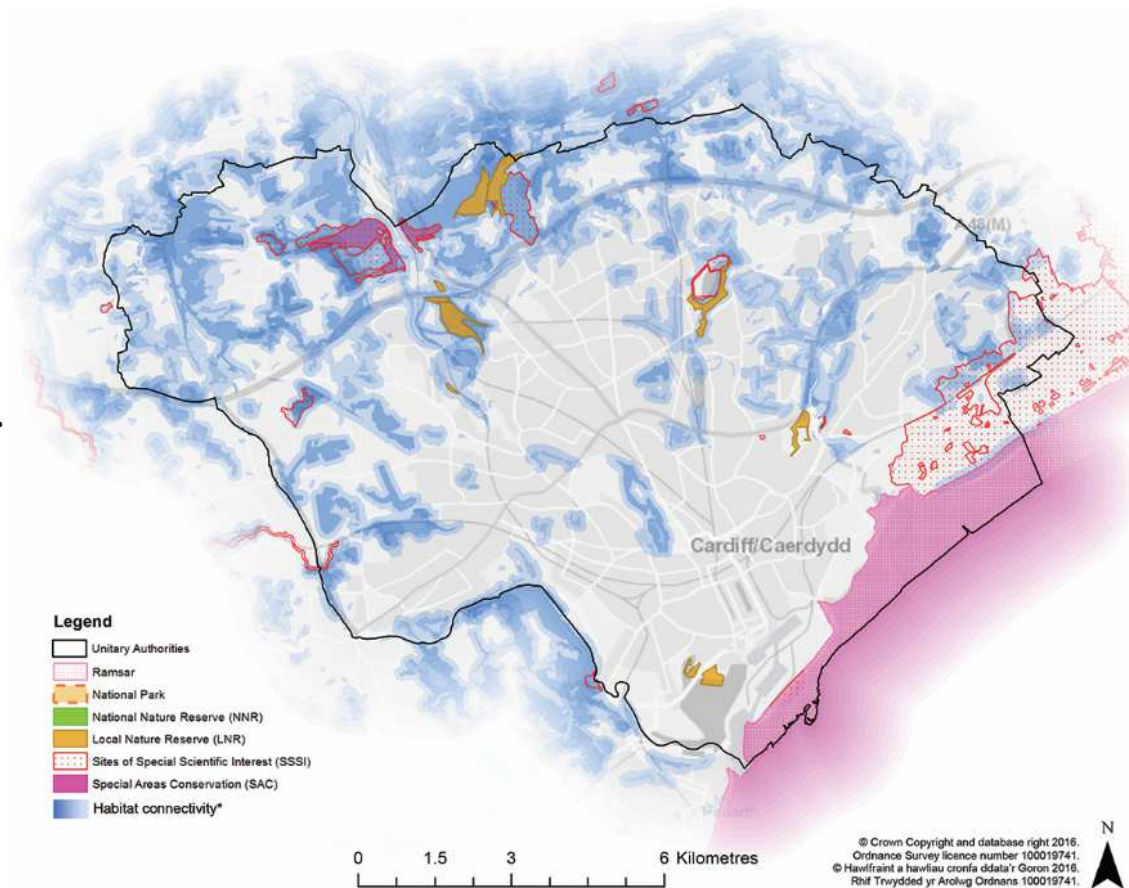 A48(M)
Cardiff/Caerdydd
Penarth
Legend
Unitary Authorities
Ramsar
National Park
National Nature Reserve (NNR)
Local Nature Reserve (LNR)
Sites of Special Scientific Interest (SSSI)
Special Areas Conservation (SAC)
Habitat connectivity*
0 1.5 3 6 Kilometres
N
© Crown Copyright and database right 2016.
Ordnance Survey licence number 100019741.
© Hawlfraint a hawliau cronfa ddata'r Goron 2016.
Rhif Trwydded yr Arolwg Ordnans 100019741.